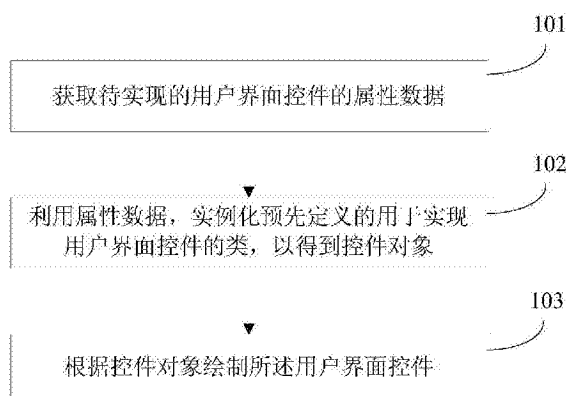 101
获取待实现的用户界面控件的属性数据
102
利用属性数据，实例化预先定义的用于实现
用户界面控件的类，以得到控件对象
103
根据控件对象绘制所述用户界面控件